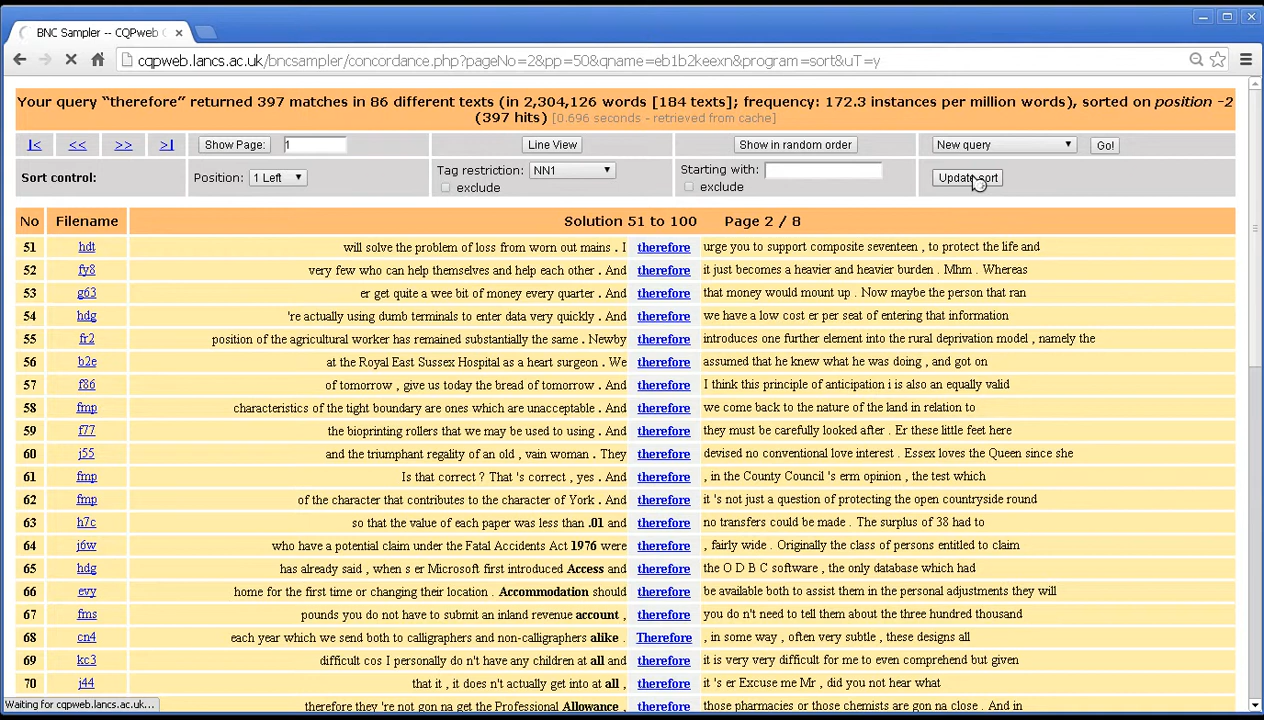 BNC Sampler -- CQPweb
cqpweb.lancs.ac.uk/bncsampler/concordance.php?pageNo=2&pp=50&qname=eb1b2keexn&program=sort&uT=y
Your query “therefore” returned 397 matches in 86 different texts (in 2,304,126 words [184 texts]; frequency: 172.3 instances per million words), sorted on position -2
(397 hits) [0.696 seconds - retrieved from cache]
|< << >> >| Show Page: 1 Line View Show in random order New query Go!
Sort control: Position: 1 Left Tag restriction: NN1 exclude Starting with: exclude Update sort
No Filename Solution 51 to 100 Page 2 / 8
51 hdt will solve the problem of loss from worn out mains . I therefore urge you to support composite seventeen , to protect the life and
52 fy8 very few who can help themselves and help each other . And therefore it just becomes a heavier and heavier burden . Mhm . Whereas
53 g63 er get quite a wee bit of money every quarter . And therefore that money would mount up . Now maybe the person that ran
54 hdg 're actually using dumb terminals to enter data very quickly . And therefore we have a low cost er per seat of entering that information
55 fr2 position of the agricultural worker has remained substantially the same . Newby therefore introduces one further element into the rural deprivation model , namely the
56 b2e at the Royal East Sussex Hospital as a heart surgeon . We therefore assumed that he knew what he was doing , and got on
57 f86 of tomorrow , give us today the bread of tomorrow . And therefore I think this principle of anticipation i is also an equally valid
58 fmp characteristics of the tight boundary are ones which are unacceptable . And therefore we come back to the nature of the land in relation to
59 f77 the bioprinting rollers that we may be used to using . And therefore they must be carefully looked after . Er these little feet here
60 j55 and the triumphant regality of an old , vain woman . They therefore devised no conventional love interest . Essex loves the Queen since she
61 fmp Is that correct ? That 's correct , yes . And therefore , in the County Council 's erm opinion , the test which
62 fmp of the character that contributes to the character of York . And therefore it 's not just a question of protecting the open countryside round
63 h7c so that the value of each paper was less than .01 and therefore no transfers could be made . The surplus of 38 had to
64 j6w who have a potential claim under the Fatal Accidents Act 1976 were therefore , fairly wide . Originally the class of persons entitled to claim
65 hdg has already said , when s er Microsoft first introduced Access and therefore the O D B C software , the only database which had
66 evy home for the first time or changing their location . Accommodation should therefore be available both to assist them in the personal adjustments they will
67 fms pounds you do not have to submit an inland revenue account , therefore you do n't need to tell them about the three hundred thousand
68 cn4 each year which we send both to calligraphers and non-calligraphers alike . Therefore , in some way , often very subtle , these designs all
69 kc3 difficult cos I personally do n't have any children at all and therefore it is very very difficult for me to even comprehend but given
70 j44 that it , it does n't actually get into at all , therefore it 's er Excuse me Mr , did you not hear what
therefore they 're not gon na get the Professional Allowance , therefore those pharmacies or those chemists are gon na close . And in
Waiting for cqpweb.lancs.ac.uk...